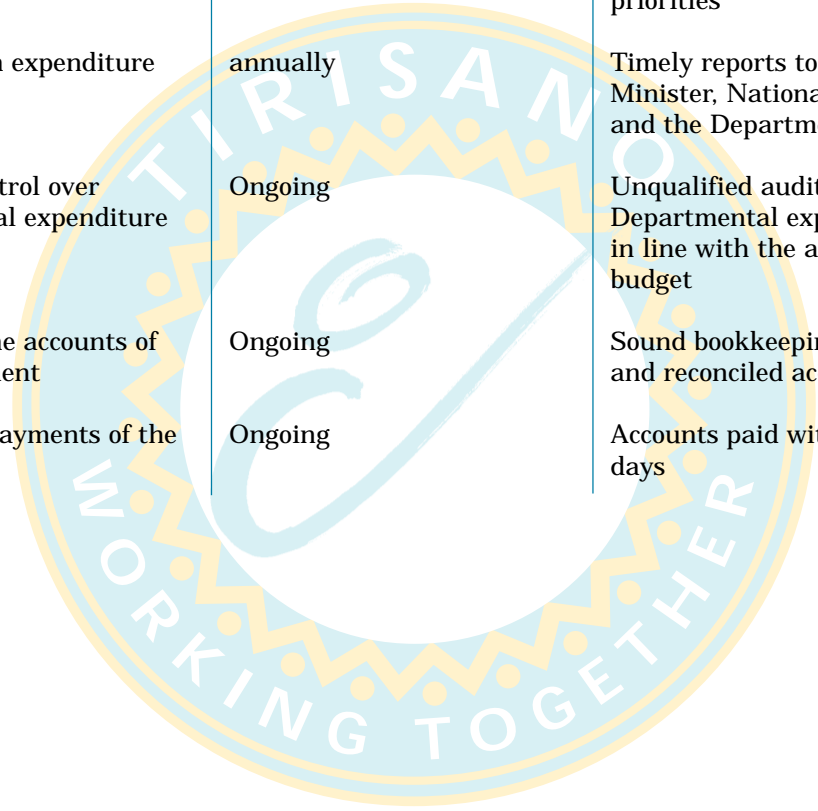 priorities
expenditure
annually
Timely reports to
Minister, Nationa
and the Departm
trol over
al expenditure
Ongoing
Unqualified audit
Departmental exp
in line with the a
budget
e accounts of
ent
Ongoing
Sound bookkeepin
and reconciled ac
ayments of the
Ongoing
Accounts paid wit
days
TIRISANO
WORKING TOGETHER